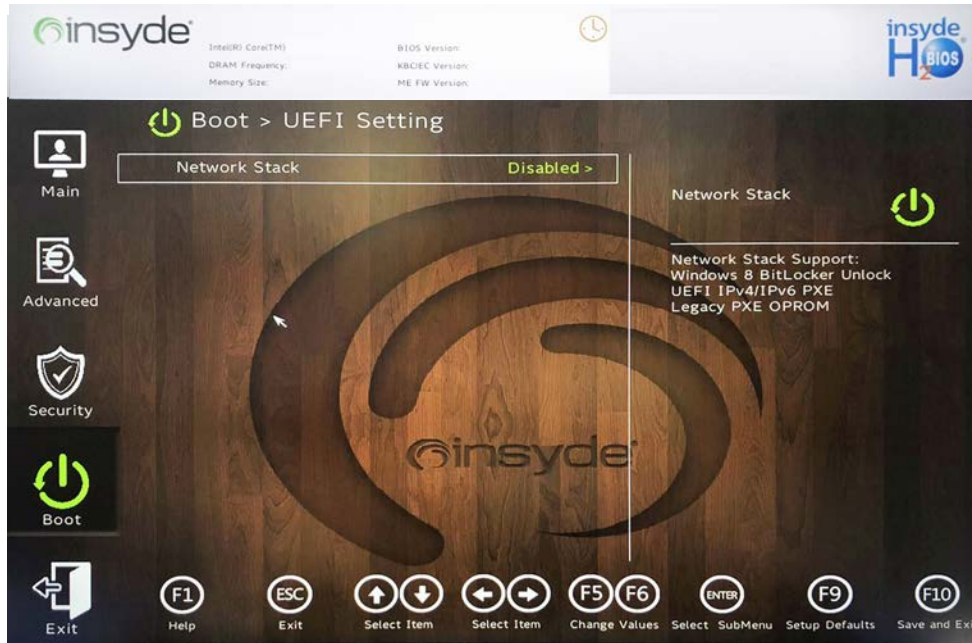 insyde
Intel(R) Core(TM)
DRAM Frequency:
Memory Size:
BIOS Version:
KBC/EC Version:
ME FW Version:
insyde
H2O BIOS
Boot > UEFI Setting
Network Stack Disabled >
Main
Advanced
Security
Boot
Exit
Network Stack
Network Stack Support:
Windows 8 BitLocker Unlock
UEFI IPv4/IPv6 PXE
Legacy PXE OPROM
insyde
F1 Help
ESC Exit
Select Item
Select Item
F5 F6 Change Values
ENTER Select SubMenu
F9 Setup Defaults
F10 Save and Ex